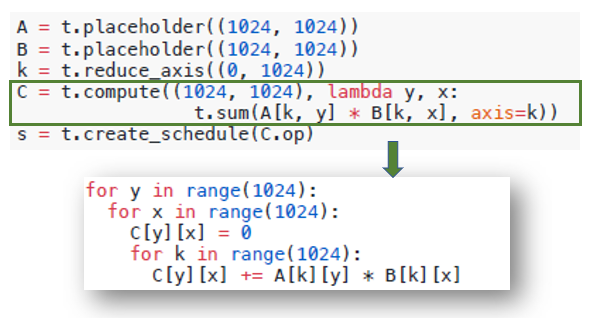 A = t.placeholder((1024, 1024))
B = t.placeholder((1024, 1024))
k = t.reduce_axis((0, 1024))
C = t.compute((1024, 1024), lambda y, x:
t.sum(A[k, y] * B[k, x], axis=k))
s = t.create_schedule(C.op)
for y in range(1024):
for x in range(1024):
C[y][x] = 0
for k in range(1024):
C[y][x] += A[k][y] * B[k][x]